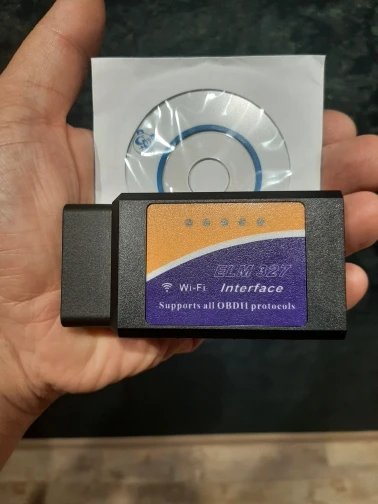 ELM 327
Wi-Fi Interface
Supports all OBDII protocols